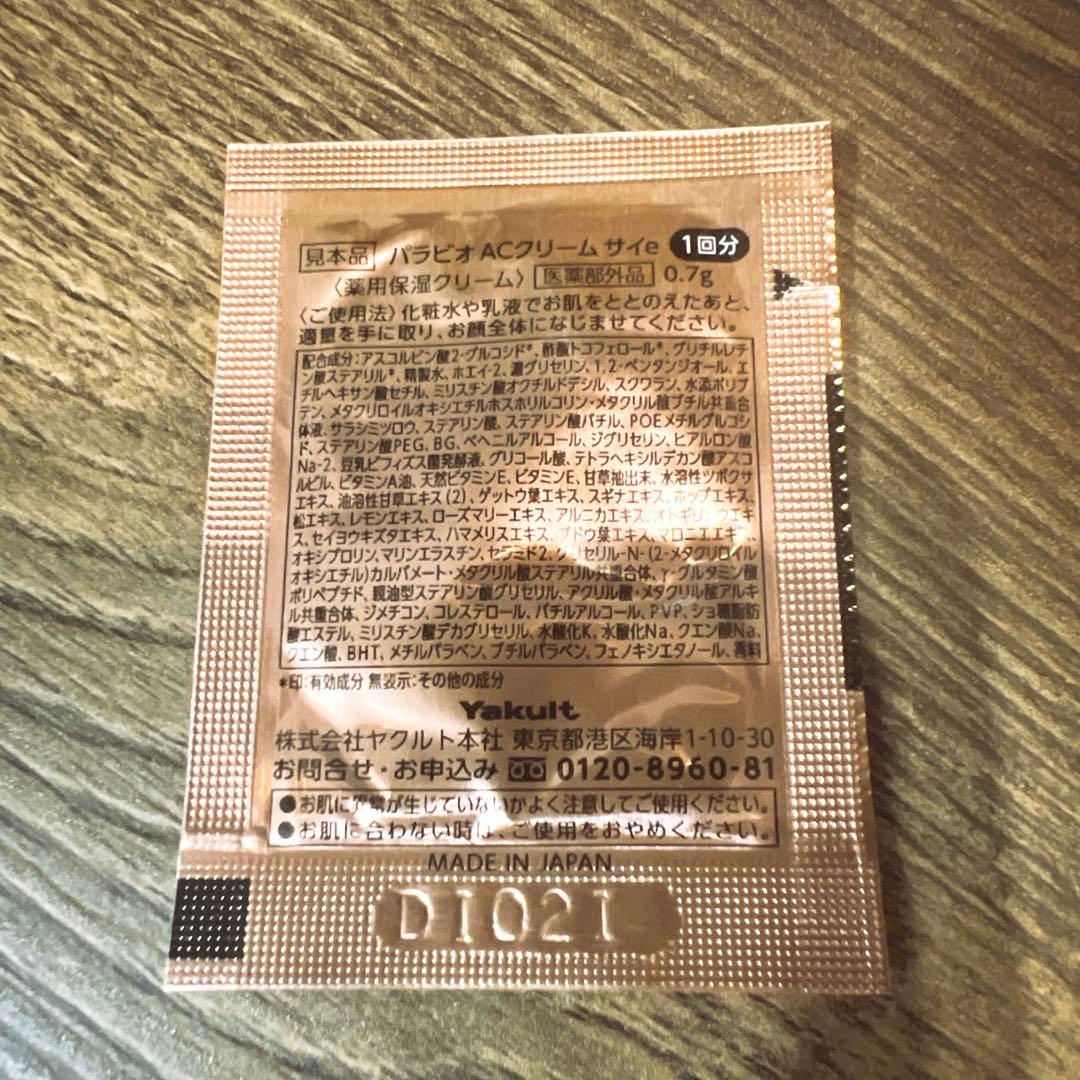 見本品 パラビオ ACクリーム サイe 1回分
〈薬用保湿クリーム〉 医薬部外品 0.7g
〈ご使用法〉化粧水や乳液でお肌をととのえたあと、
適量を手に取り、お顔全体になじませてください。
配合成分:アスコルビン酸2-グルコシド*、酢酸トコフェロール*、グリチルレチ
ン酸ステアリル*、精製水、ホエイ-2、濃グリセリン、1,2-ペンタンジオール、エ
チルヘキサン酸セチル、ミリスチン酸オクチルドデシル、スクワラン、水添ポリブ
テン、メタクリロイルオキシエチルホスホリルコリン・メタクリル酸ブチル共重合
体液、サラシミツロウ、ステアリン酸、ステアリン酸バチル、POEメチルグルコシ
ド、ステアリン酸PEG、BG、ベヘニルアルコール、ジグリセリン、ヒアルロン酸
Na-2、豆乳ビフィズス菌発酵液、グリコール酸、テトラヘキシルデカン酸アスコ
ルビル、ビタミンA油、天然ビタミンE、ビタミンE、甘草抽出末、水溶性ツボクサ
エキス、油溶性甘草エキス(2)、ゲットウ葉エキス、スギナエキス、ホップエキス、
松エキス、レモンエキス、ローズマリーエキス、アルニカエキス、オトギリソウエキ
ス、セイヨウキズタエキス、ハマメリスエキス、ブドウ葉エキス、マロニエエキス、
オキシプロリン、マリンエラスチン、セラミド2、グリセリル-N-(2-メタクリロイル
オキシエチル)カルバメート・メタクリル酸ステアリル共重合体、γ-グルタミン酸
ポリペプチド、親油型ステアリン酸グリセリル、アクリル酸・メタクリル酸アルキ
ル共重合体、ジメチコン、コレステロール、バチルアルコール、PVP、ショ糖脂肪
酸エステル、ミリスチン酸デカグリセリル、水酸化K、水酸化Na、クエン酸Na、
クエン酸、BHT、メチルパラベン、ブチルパラベン、フェノキシエタノール、香料
*印:有効成分 無表示:その他の成分
Yakult
株式会社ヤクルト本社 東京都港区海岸1-10-30
お問合せ・お申込み 0120-8960-81
●お肌に異常が生じていないかよく注意してご使用ください。
●お肌に合わない時は、ご使用をおやめください。
MADE IN JAPAN
D1021